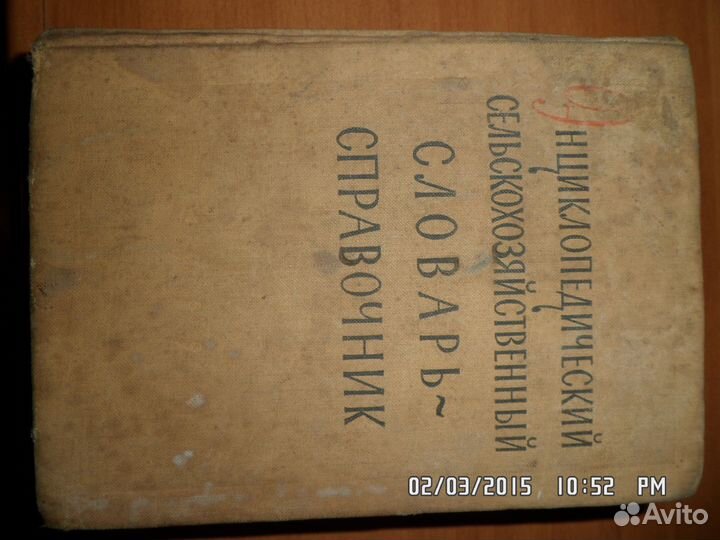 Энциклопедический
СЕЛЬСКОХОЗЯЙСТВЕННЫЙ
СЛОВАРЬ~
СПРАВОЧНИК
02/03/2015 10:52 PM
Avito